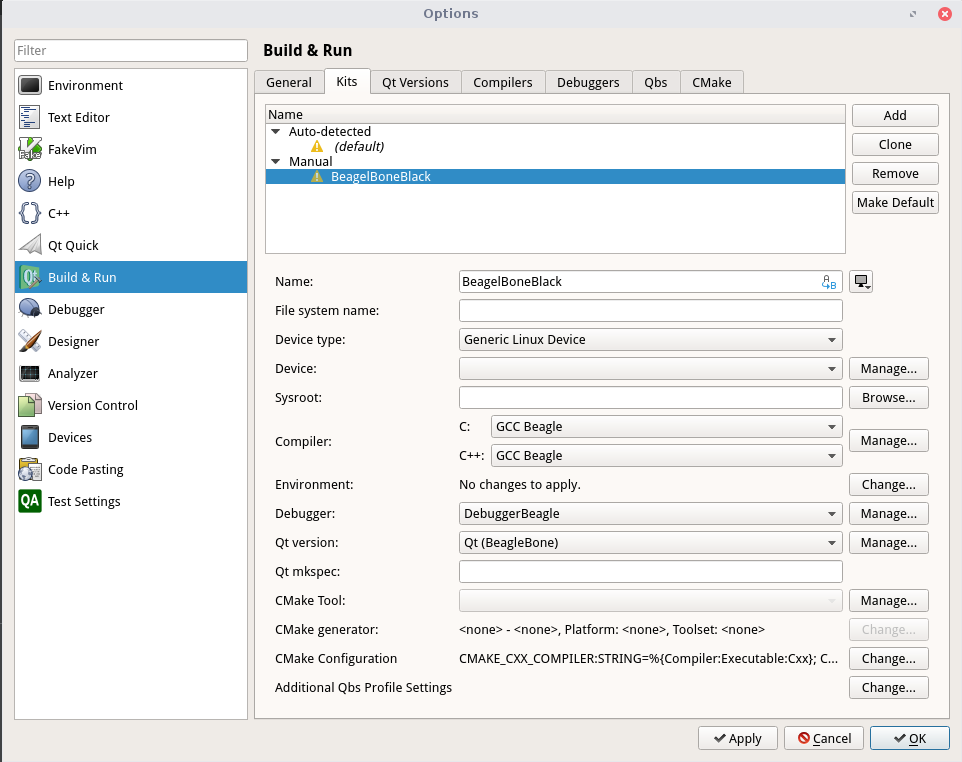 Options
Filter
Environment
Text Editor
FakeVim
Help
C++
Qt Quick
Build & Run
Debugger
Designer
Analyzer
Version Control
Devices
Code Pasting
QA Test Settings
Build & Run
General Kits Qt Versions Compilers Debuggers Qbs CMake
Name
Auto-detected
(default)
Manual
BeagelBoneBlack
Add
Clone
Remove
Make Default
Name: BeagelBoneBlack
File system name:
Device type: Generic Linux Device
Device: Manage...
Sysroot: Browse...
Compiler: C: GCC Beagle
C++: GCC Beagle Manage...
Environment: No changes to apply. Change...
Debugger: DebuggerBeagle Manage...
Qt version: Qt (BeagleBone) Manage...
Qt mkspec:
CMake Tool: Manage...
CMake generator: <none> - <none>, Platform: <none>, Toolset: <none> Change...
CMake Configuration CMAKE_CXX_COMPILER:STRING=%{Compiler:Executable:Cxx}; C... Change...
Additional Qbs Profile Settings Change...
Apply Cancel OK